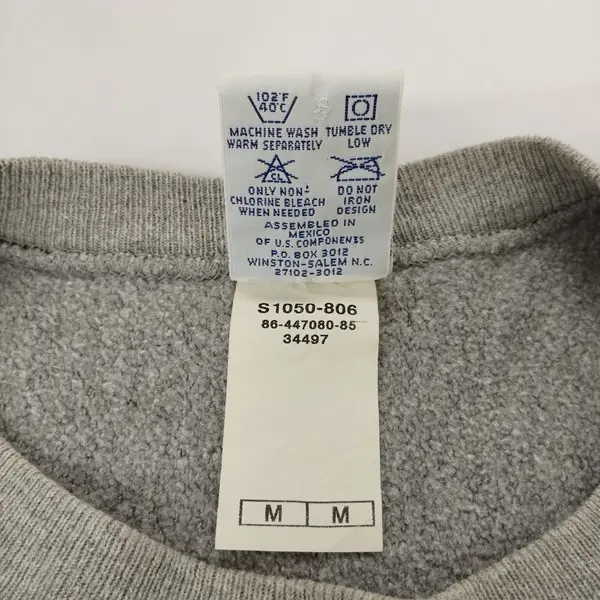 102°F
40°C
MACHINE WASH
WARM SEPARATELY
TUMBLE DRY
LOW
CL
ONLY NON-
CHLORINE BLEACH
WHEN NEEDED
DO NOT
IRON
DESIGN
ASSEMBLED IN
MEXICO
OF U.S. COMPONENTS
P.O. BOX 3012
WINSTON-SALEM N.C.
27102-3012
S1050-806
86-447080-85
34497
M M